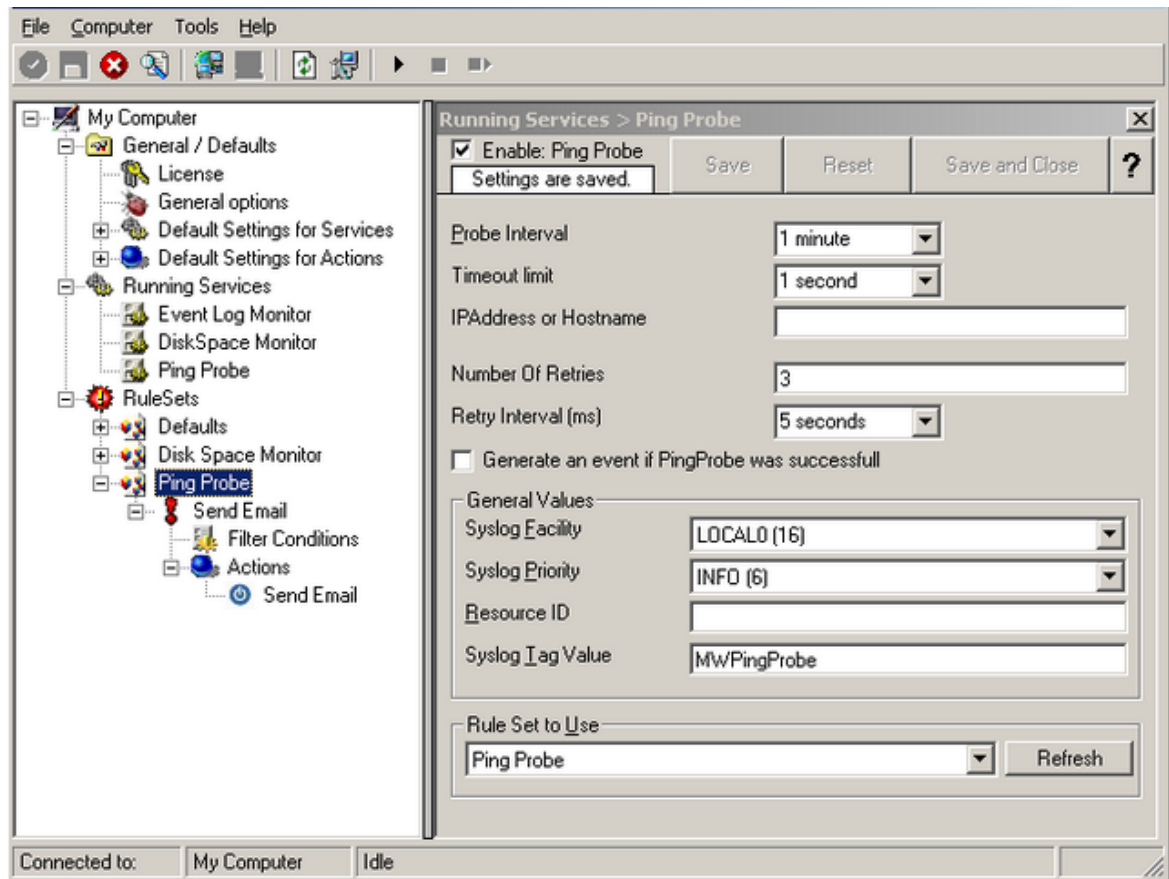 File Computer Tools Help
My Computer
General / Defaults
License
General options
Default Settings for Services
Default Settings for Actions
Running Services
Event Log Monitor
DiskSpace Monitor
Ping Probe
RuleSets
Defaults
Disk Space Monitor
Ping Probe
Send Email
Filter Conditions
Actions
Send Email
Running Services > Ping Probe
Enable: Ping Probe
Settings are saved.
Save
Reset
Save and Close
?
Probe Interval
1 minute
Timeout limit
1 second
IPAddress or Hostname
Number Of Retries
3
Retry Interval (ms)
5 seconds
Generate an event if PingProbe was successfull
General Values
Syslog Facility
LOCAL0 (16)
Syslog Priority
INFO (6)
Resource ID
Syslog Tag Value
MWPingProbe
Rule Set to Use
Ping Probe
Refresh
Connected to: My Computer Idle